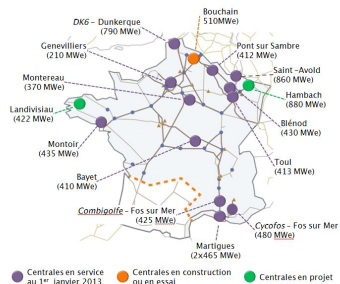 Bouchain
510MWe)
DK6 – Dunkerque
(790 MWe)
Genevilliers
(210 MWe)
Pont sur Sambre
(412 MWe)
Montereau
(370 MWe)
Saint –Avold
(860 MWe)
Landivisiau
(422 MWe)
Hambach
(880 MWe)
Blénod
(430 MWe)
Montoir
(435 MWe)
Toul
(413 MWe)
Bayet
(410 MWe)
Combigolfe – Fos sur Mer
(425 MWe)
Cycofos – Fos sur Mer
(480 MWe)
Martigues
(2x465 MWe)
Centrales en service
au 1er janvier 2013
Centrales en construction
ou en essai
Centrales en projet